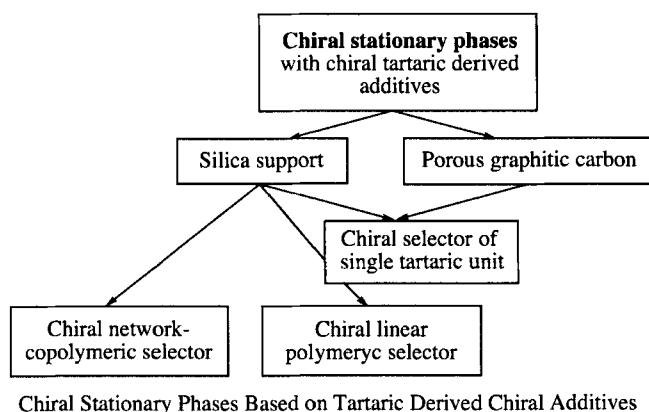 Chiral stationary phases
with chiral tartaric derived
additives
Silica support
Porous graphitic carbon
Chiral selector of
single tartaric unit
Chiral network-
copolymeric selector
Chiral linear
polymeryc selector
Chiral Stationary Phases Based on Tartaric Derived Chiral Additives